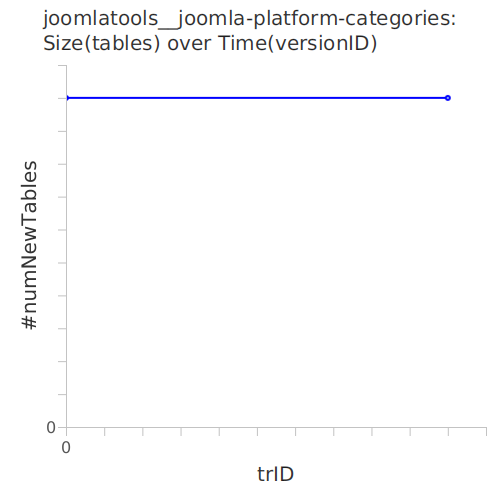 joomlatools__joomla-platform-categories:
Size(tables) over Time(versionID)
#numNewTables
0
0
trID